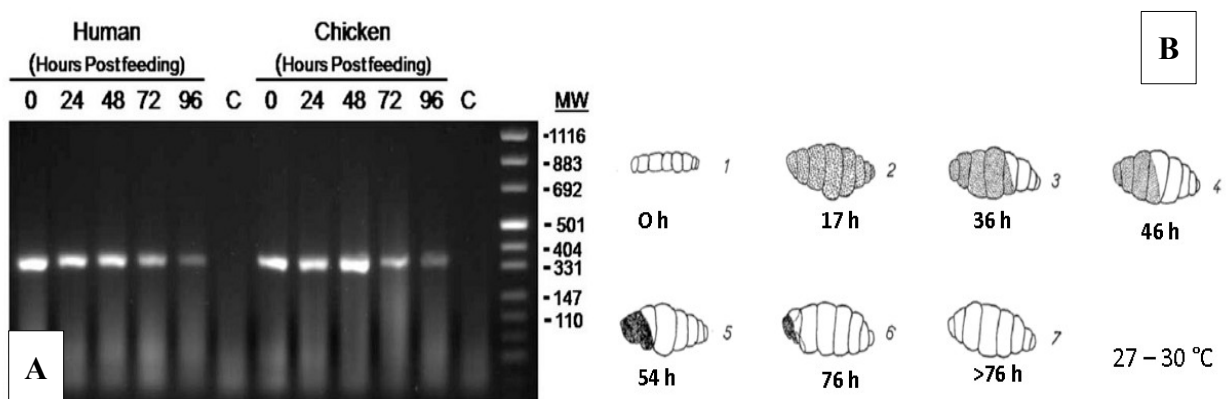 Human Chicken
(Hours Postfeeding) (Hours Postfeeding)
0 24 48 72 96 C 0 24 48 72 96 C MW
-1116
-883
-692
-501
-404
-331
-147
-110
A
B
1 2 3 4
0 h 17 h 36 h 46 h
5 6 7
54 h 76 h >76 h
27 – 30 °C